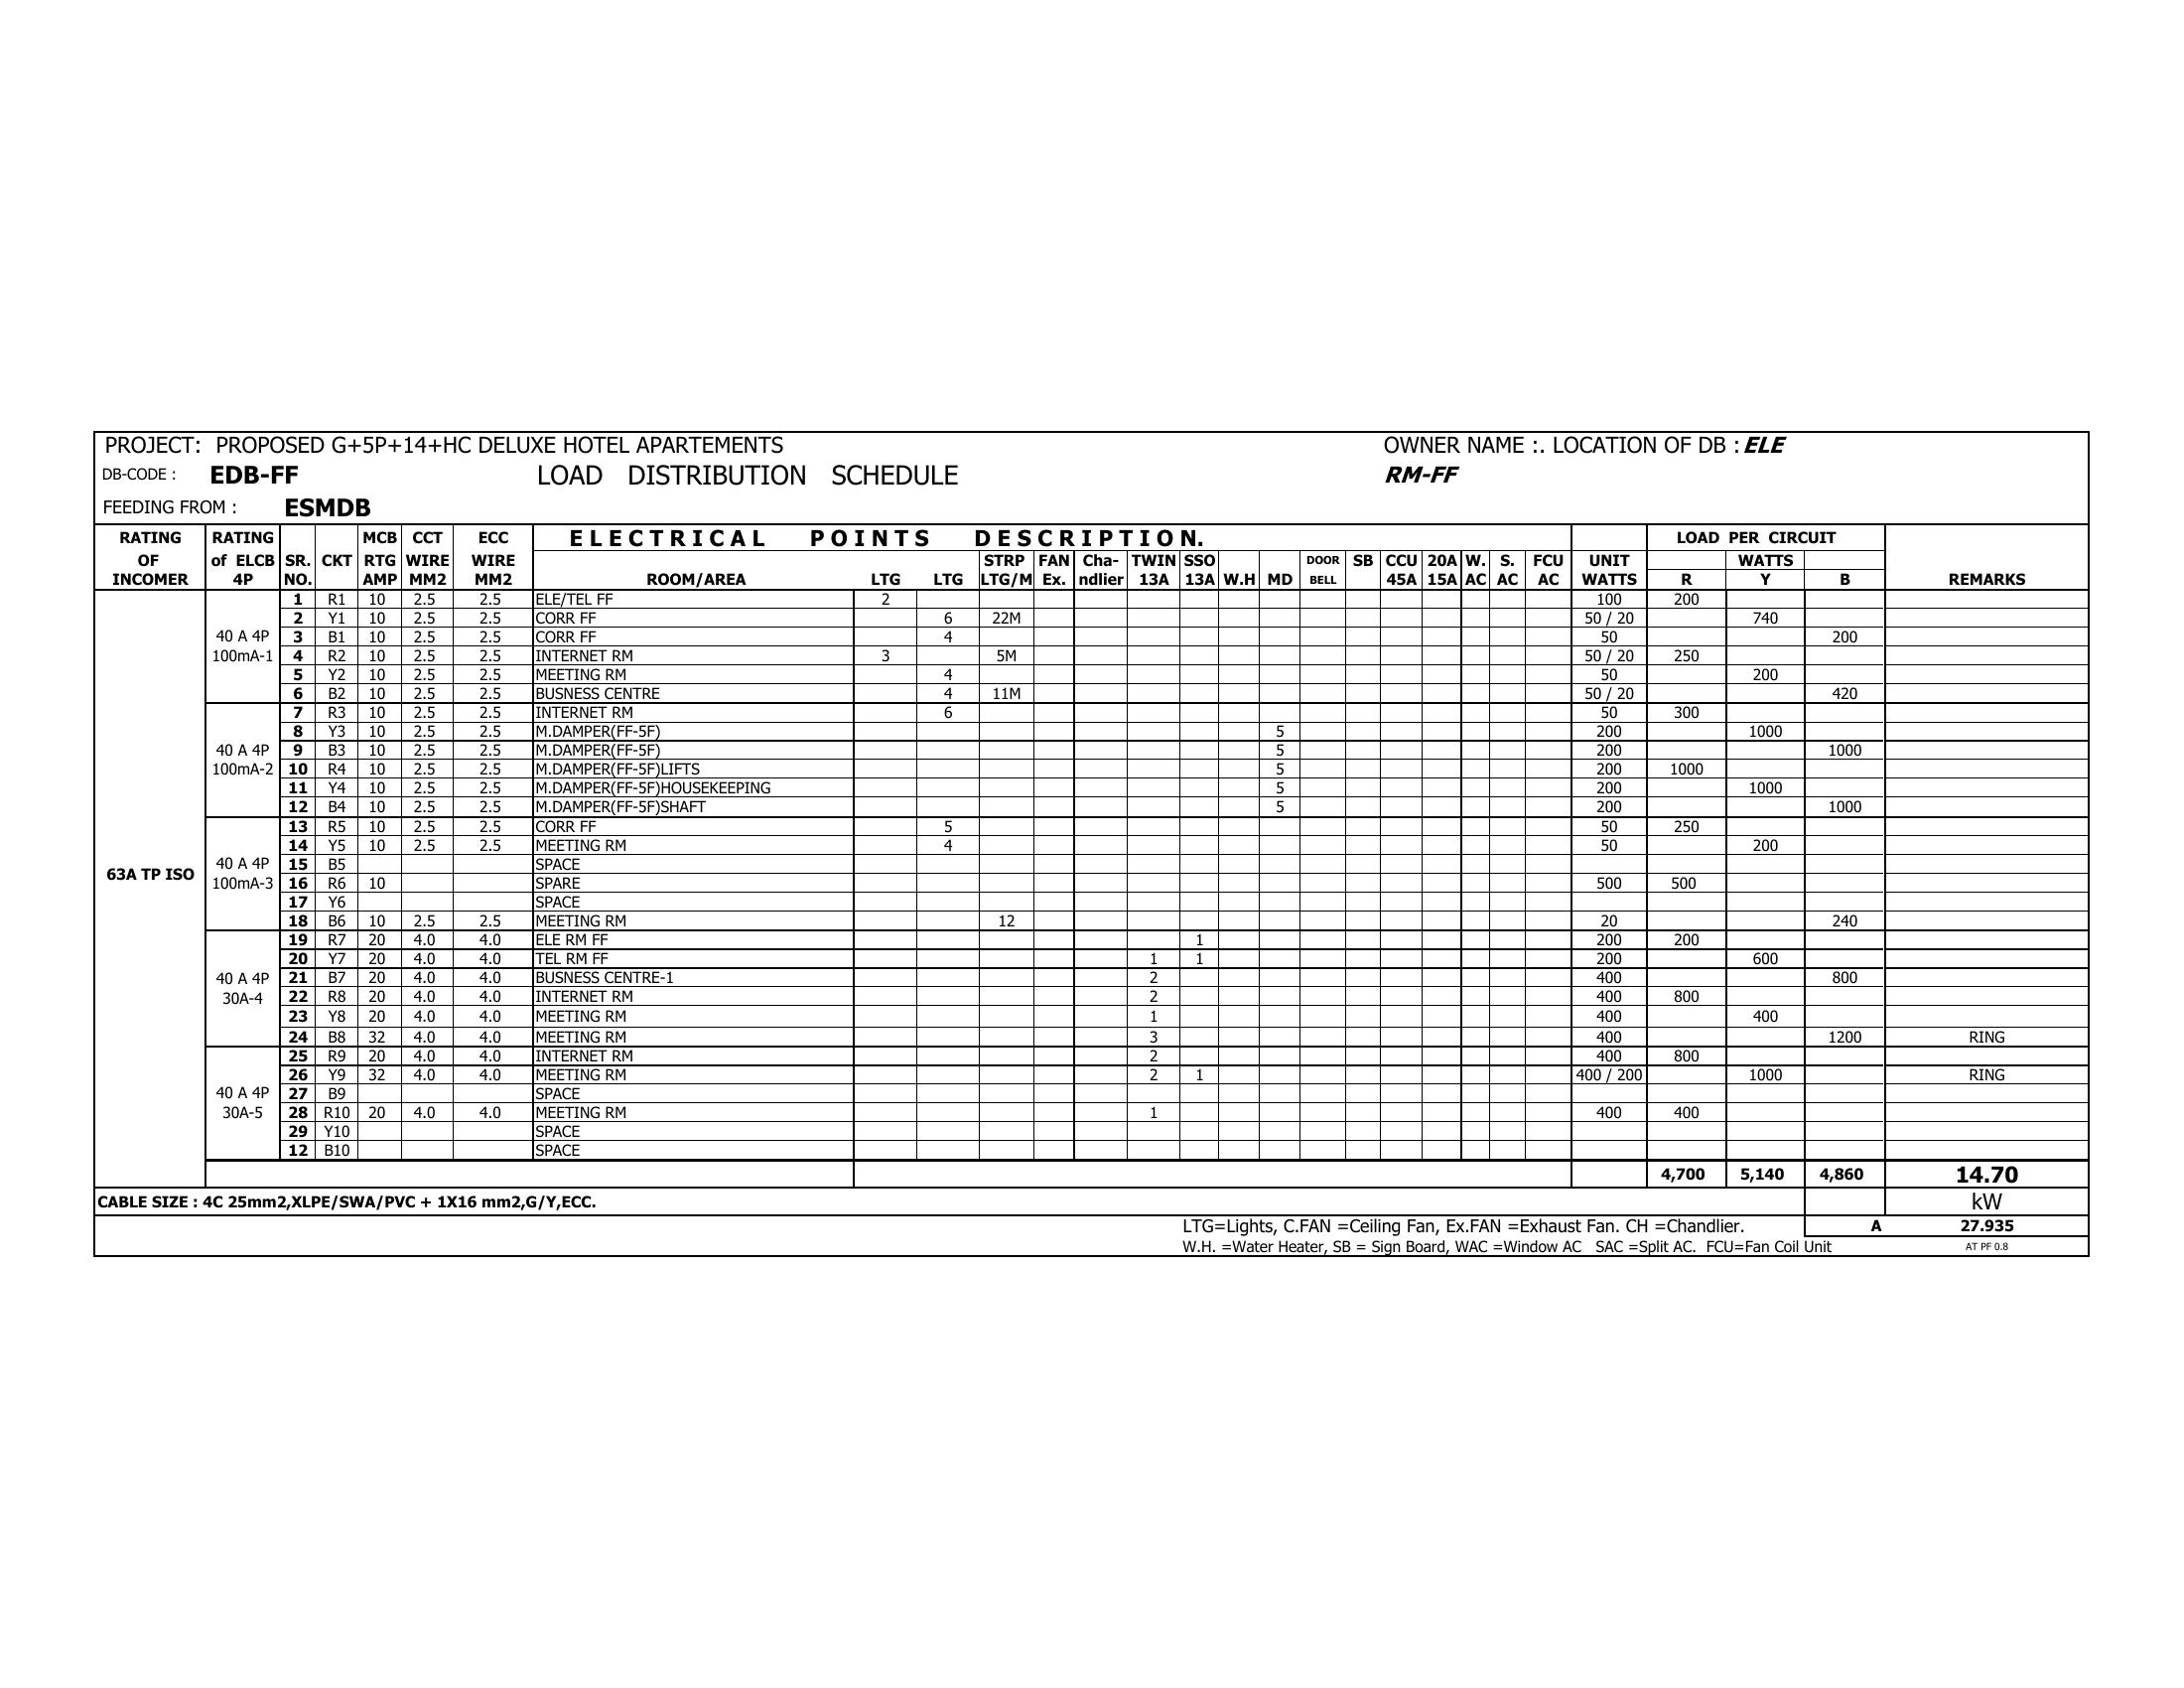 PROJECT: PROPOSED G+5P+14+HC DELUXE HOTEL APARTEMENTS OWNER NAME :. LOCATION OF DB : ELE
DB-CODE : EDB-FF LOAD DISTRIBUTION SCHEDULE RM-FF
FEEDING FROM : ESMDB
RATING RATING MCB CCT ECC ELECTRICAL POINTS DESCRIPTION. LOAD PER CIRCUIT
OF of ELCB SR. CKT RTG WIRE WIRE STRP FAN Cha- TWIN SSO DOOR SB CCU 20A W. S. FCU UNIT WATTS
INCOMER 4P NO. AMP MM2 MM2 ROOM/AREA LTG LTG LTG/M Ex. ndlier 13A 13A W.H MD BELL 45A 15A AC AC AC WATTS R Y B REMARKS
1 R1 10 2.5 2.5 ELE/TEL FF 2 100 200
2 Y1 10 2.5 2.5 CORR FF 6 22M 50 / 20 740
40 A 4P 3 B1 10 2.5 2.5 CORR FF 4 50 200
100mA-1 4 R2 10 2.5 2.5 INTERNET RM 3 5M 50 / 20 250
5 Y2 10 2.5 2.5 MEETING RM 4 50 200
6 B2 10 2.5 2.5 BUSNESS CENTRE 4 11M 50 / 20 420
7 R3 10 2.5 2.5 INTERNET RM 6 50 300
8 Y3 10 2.5 2.5 M.DAMPER(FF-5F) 5 200 1000
40 A 4P 9 B3 10 2.5 2.5 M.DAMPER(FF-5F) 5 200 1000
100mA-2 10 R4 10 2.5 2.5 M.DAMPER(FF-5F)LIFTS 5 200 1000
11 Y4 10 2.5 2.5 M.DAMPER(FF-5F)HOUSEKEEPING 5 200 1000
12 B4 10 2.5 2.5 M.DAMPER(FF-5F)SHAFT 5 200 1000
13 R5 10 2.5 2.5 CORR FF 5 50 250
14 Y5 10 2.5 2.5 MEETING RM 4 50 200
40 A 4P 15 B5 SPACE
63A TP ISO 100mA-3 16 R6 10 SPARE 500 500
17 Y6 SPACE
18 B6 10 2.5 2.5 MEETING RM 12 20 240
19 R7 20 4.0 4.0 ELE RM FF 1 200 200
20 Y7 20 4.0 4.0 TEL RM FF 1 1 200 600
40 A 4P 21 B7 20 4.0 4.0 BUSNESS CENTRE-1 2 400 800
30A-4 22 R8 20 4.0 4.0 INTERNET RM 2 400 800
23 Y8 20 4.0 4.0 MEETING RM 1 400 400
24 B8 32 4.0 4.0 MEETING RM 3 400 1200 RING
25 R9 20 4.0 4.0 INTERNET RM 2 400 800
26 Y9 32 4.0 4.0 MEETING RM 2 1 400 / 200 1000 RING
40 A 4P 27 B9 SPACE
30A-5 28 R10 20 4.0 4.0 MEETING RM 1 400 400
29 Y10 SPACE
12 B10 SPACE
4,700 5,140 4,860 14.70
CABLE SIZE : 4C 25mm2,XLPE/SWA/PVC + 1X16 mm2,G/Y,ECC. kW
LTG=Lights, C.FAN =Ceiling Fan, Ex.FAN =Exhaust Fan. CH =Chandlier. A 27.935
W.H. =Water Heater, SB = Sign Board, WAC =Window AC SAC =Split AC. FCU=Fan Coil Unit AT PF 0.8